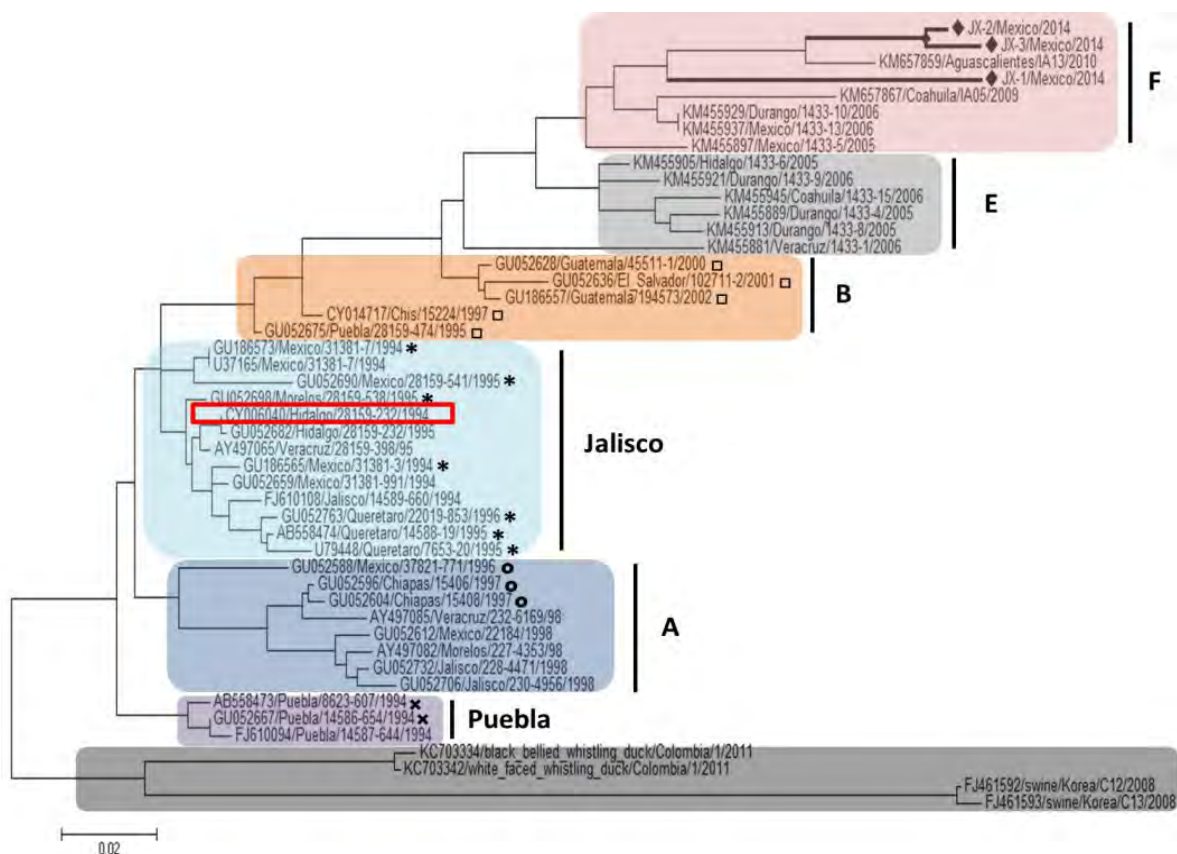 JX-2/Mexico/2014
JX-3/Mexico/2014
KM657859/Aguascalientes/IA13/2010
JX-1/Mexico/2014
KM657867/Coahuila/IA05/2009
KM455929/Durango/1433-10/2006
KM455937/Mexico/1433-13/2006
KM455897/Mexico/1433-5/2005
F
KM455905/Hidalgo/1433-6/2005
KM455921/Durango/1433-9/2006
KM455945/Coahuila/1433-15/2006
KM455889/Durango/1433-4/2005
KM455913/Durango/1433-8/2005
KM455881/Veracruz/1433-1/2006
E
GU052628/Guatemala/45511-1/2000
GU052636/El_Salvador/102711-2/2001
GU186557/Guatemala/194573/2002
CY014717/Chis/15224/1997
GU052675/Puebla/28159-474/1995
B
GU186573/Mexico/31381-7/1994 *
U37165/Mexico/31381-7/1994
GU052690/Mexico/28159-541/1995 *
GU052698/Morelos/28159-538/1995 *
CY006040/Hidalgo/28159-232/1994
GU052682/Hidalgo/28159-232/1995
AY497065/Veracruz/28159-398/95
GU186565/Mexico/31381-3/1994 *
GU052659/Mexico/31381-991/1994
FJ610108/Jalisco/14589-660/1994
GU052763/Queretaro/22019-853/1996 *
AB558474/Queretaro/14588-19/1995 *
U79448/Queretaro/7653-20/1995 *
Jalisco
GU052588/Mexico/37821-771/1996
GU052596/Chiapas/15406/1997
GU052604/Chiapas/15408/1997
AY497085/Veracruz/232-6169/98
GU052612/Mexico/22184/1998
AY497082/Morelos/227-4353/98
GU052732/Jalisco/228-4471/1998
GU052706/Jalisco/230-4956/1998
A
AB558473/Puebla/8623-607/1994
GU052667/Puebla/14586-654/1994
FJ610094/Puebla/14587-644/1994
Puebla
KC703334/black_bellied_whistling_duck/Colombia/1/2011
KC703342/white_faced_whistling_duck/Colombia/1/2011
FJ461592/swine/Korea/C12/2008
FJ461593/swine/Korea/C13/2008
0.02